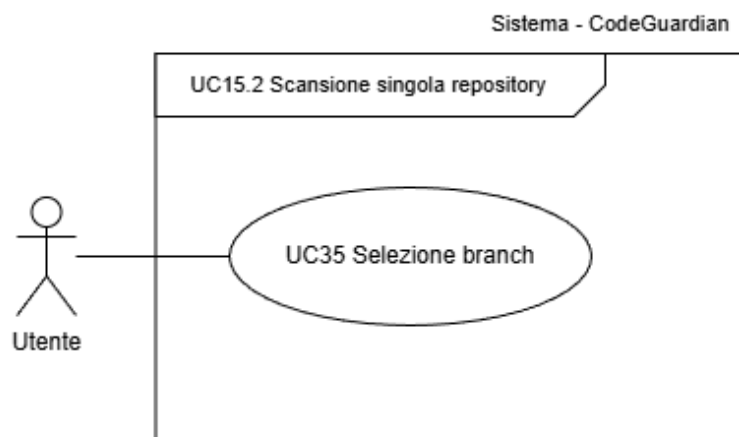 Sistema - CodeGuardian
UC15.2 Scansione singola repository
UC35 Selezione branch
Utente